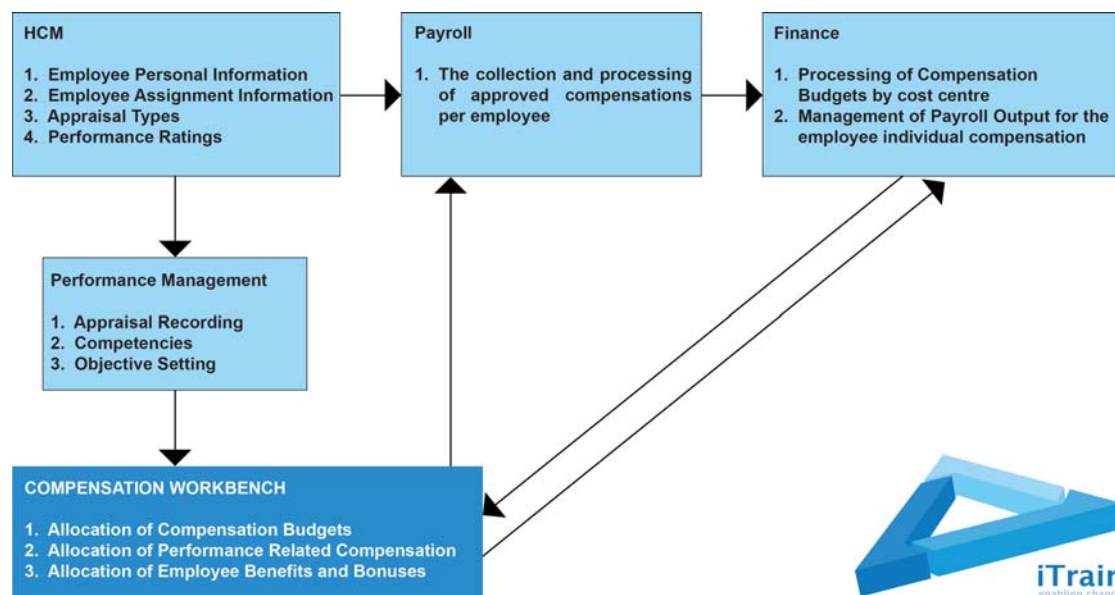 HCM
1. Employee Personal Information
2. Employee Assignment Information
3. Appraisal Types
4. Performance Ratings
Payroll
1. The collection and processing
of approved compensations
per employee
Finance
1. Processing of Compensation
Budgets by cost centre
2. Management of Payroll Output for the
employee individual compensation
Performance Management
1. Appraisal Recording
2. Competencies
3. Objective Setting
COMPENSATION WORKBENCH
1. Allocation of Compensation Budgets
2. Allocation of Performance Related Compensation
3. Allocation of Employee Benefits and Bonuses
iTrain
enabling